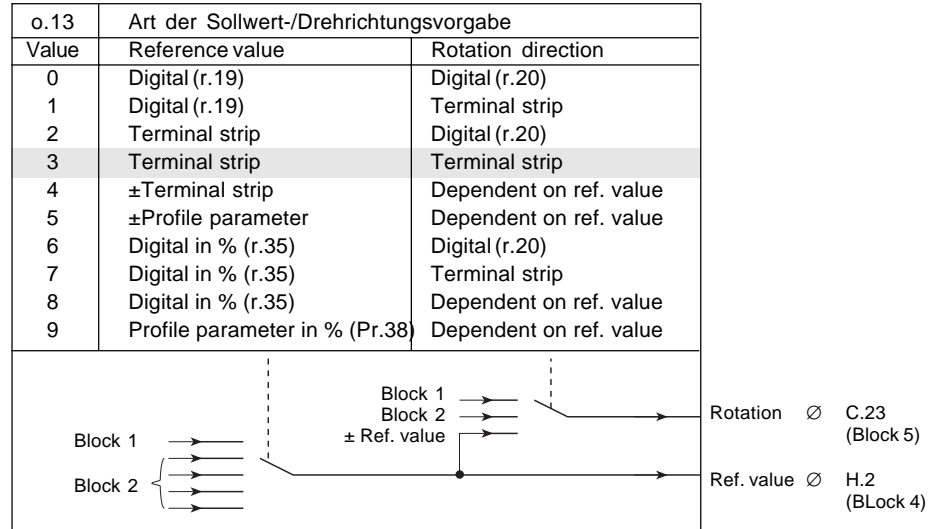 o.13 Art der Sollwert-/Drehrichtungsvorgabe
Value Reference value Rotation direction
0 Digital (r.19) Digital (r.20)
1 Digital (r.19) Terminal strip
2 Terminal strip Digital (r.20)
3 Terminal strip Terminal strip
4 ±Terminal strip Dependent on ref. value
5 ±Profile parameter Dependent on ref. value
6 Digital in % (r.35) Digital (r.20)
7 Digital in % (r.35) Terminal strip
8 Digital in % (r.35) Dependent on ref. value
9 Profile parameter in % (Pr.38) Dependent on ref. value
Block 1
Block 2
± Ref. value
Rotation ∅ C.23
(Block 5)
Block 1
Block 2
Ref. value ∅ H.2
(BLock 4)